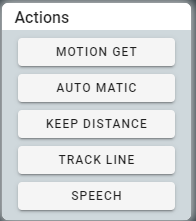 Actions
MOTION GET
AUTO MATIC
KEEP DISTANCE
TRACK LINE
SPEECH